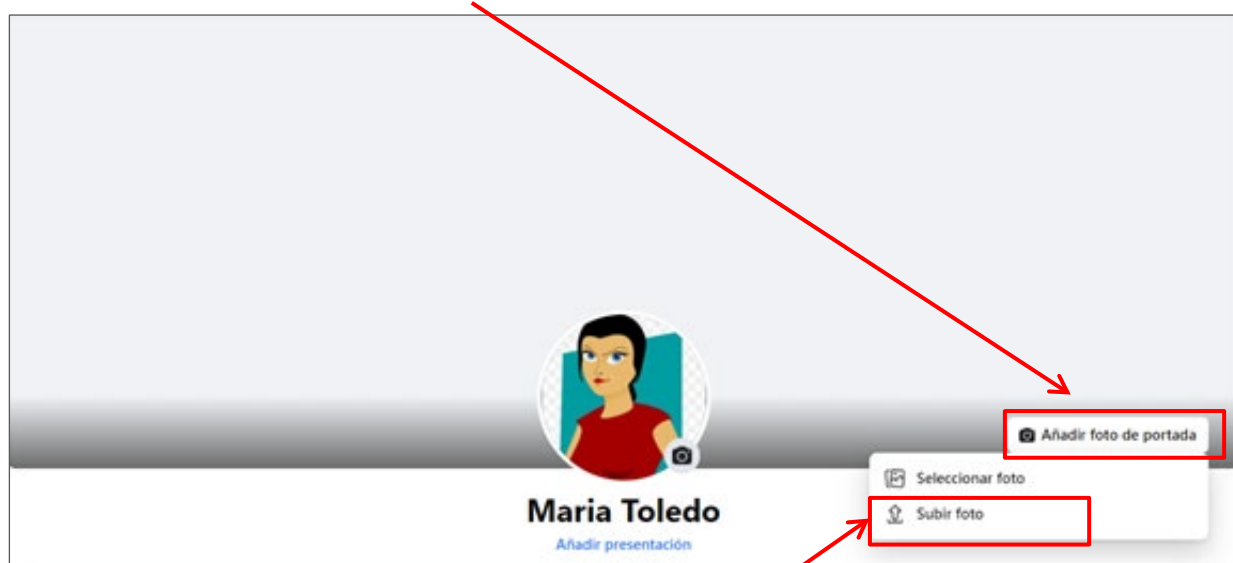 Añadir foto de portada
Seleccionar foto
Subir foto
Maria Toledo
Añadir presentación